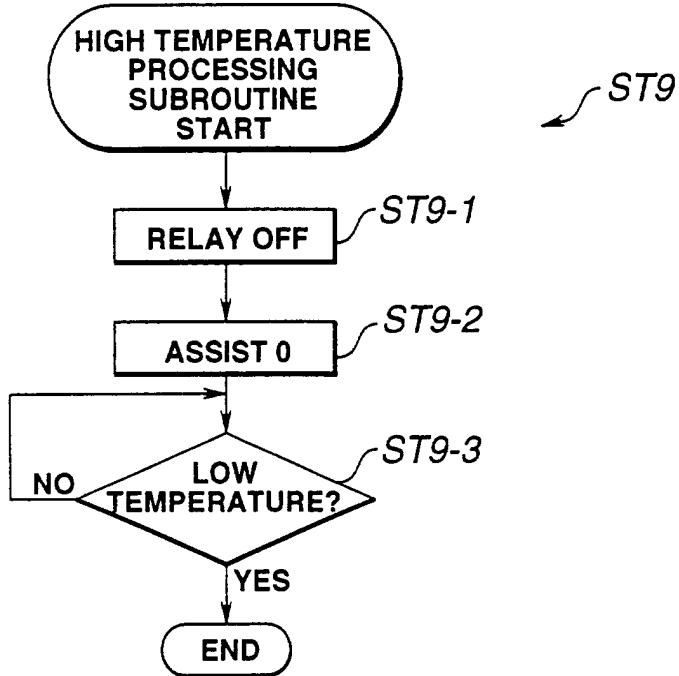 HIGH TEMPERATURE
PROCESSING
SUBROUTINE
START
ST9
ST9-1
RELAY OFF
ST9-2
ASSIST 0
ST9-3
LOW
TEMPERATURE?
NO
YES
END